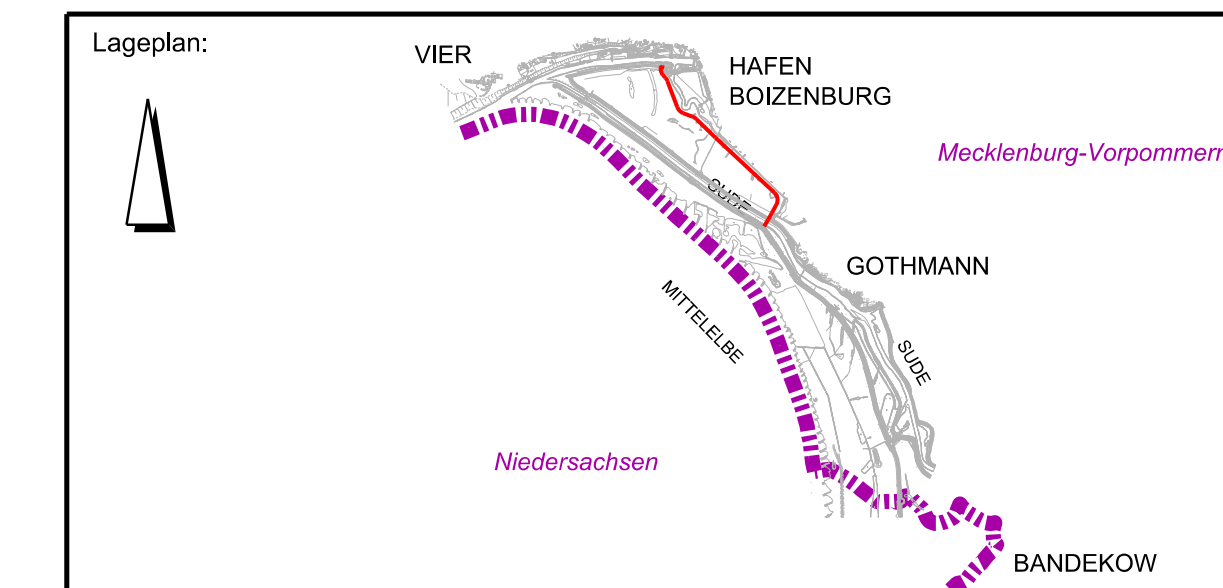 Lageplan:
VIER
HAFEN
BOIZENBURG
Mecklenburg-Vorpommern
SUDE
GOTHMANN
MITTELELBE
SUDE
Niedersachsen
BANDEKOW